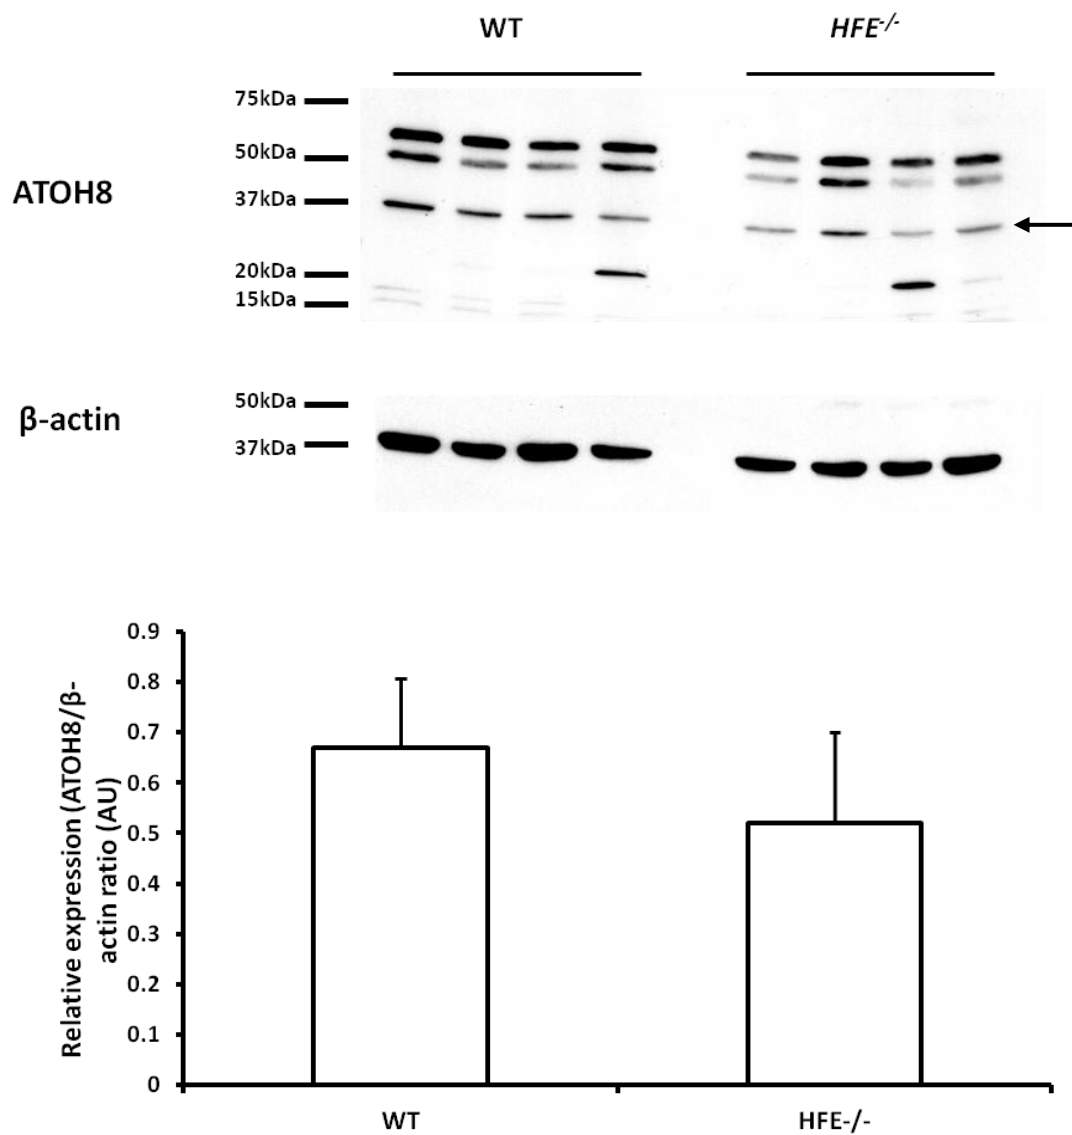 WT HFE-/-
75kDa
50kDa
ATOH8
37kDa
20kDa
15kDa
50kDa
β-actin
37kDa
Relative expression (ATOH8/β-
actin ratio (AU)
0.9
0.8
0.7
0.6
0.5
0.4
0.3
0.2
0.1
0
WT HFE-/-